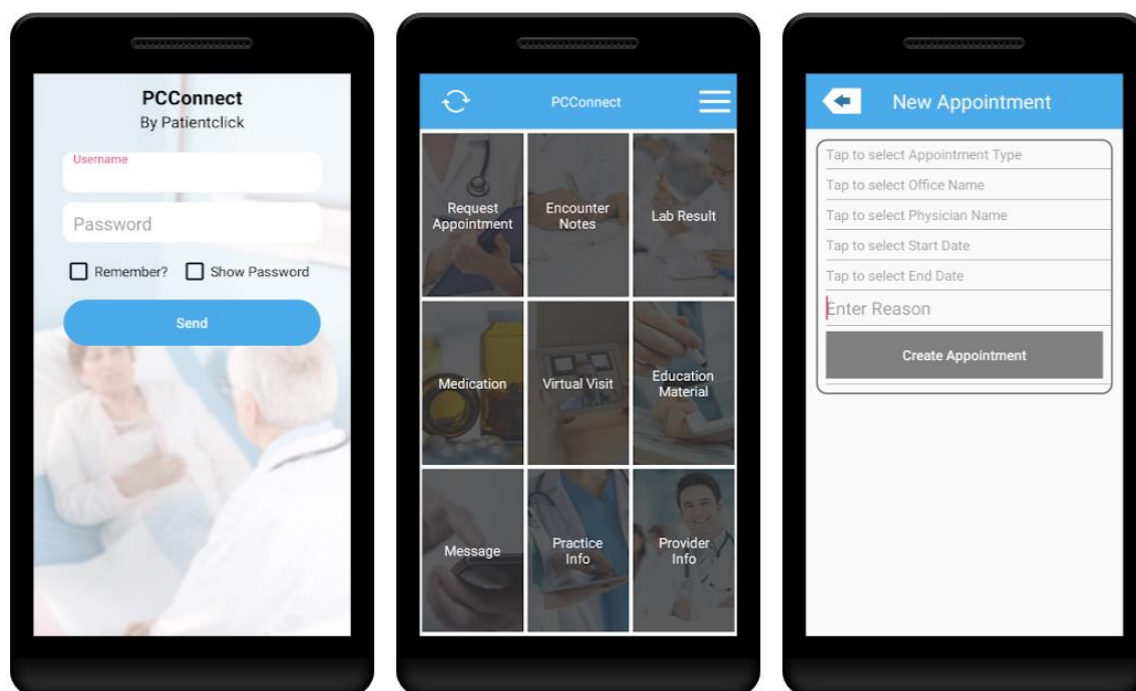 PCConnect
By Patientclick
Username
Password
Remember?
Show Password
Send
PCConnect
Request
Appointment
Encounter
Notes
Lab Result
Medication
Virtual Visit
Education
Material
Message
Practice
Info
Provider
Info
New Appointment
Tap to select Appointment Type
Tap to select Office Name
Tap to select Physician Name
Tap to select Start Date
Tap to select End Date
Enter Reason
Create Appointment